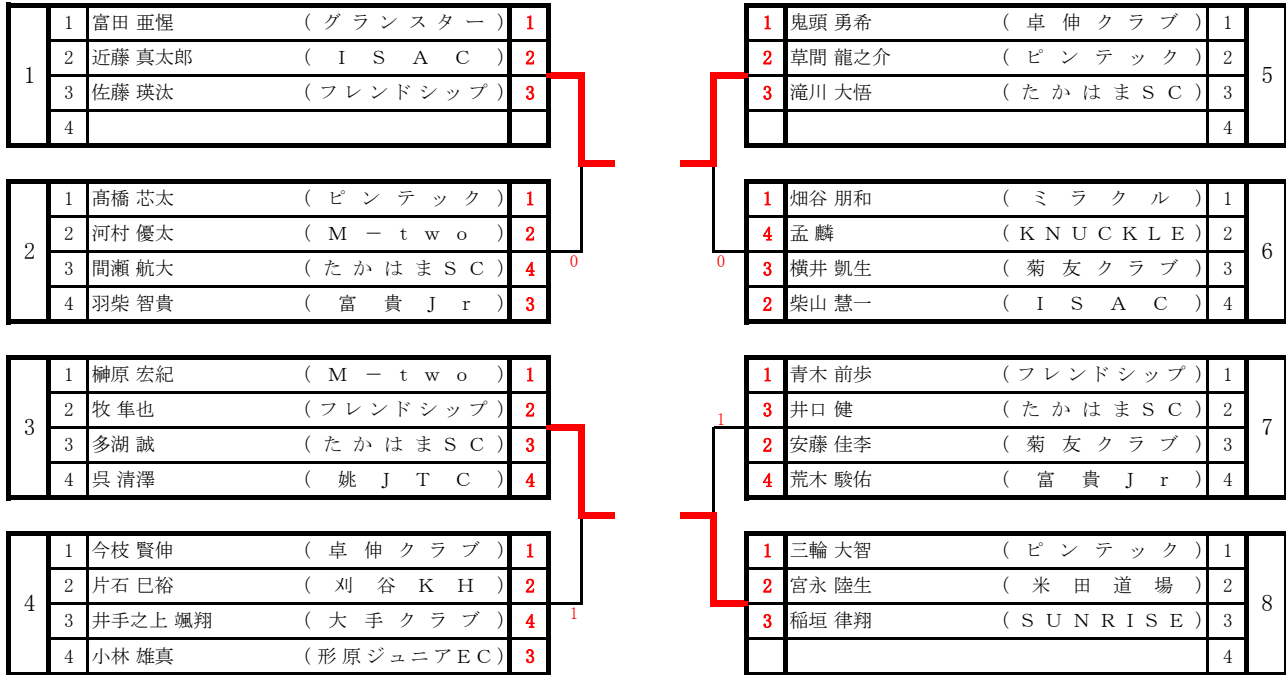 1 富田 亜惺 (グランスター) 1
2 近藤 真太郎 (ISAC) 2
1
3 佐藤 瑛汰 (フレンドシップ) 3
4
1 髙橋 芯太 (ピンテック) 1
2 河村 優太 (M－two) 2
2
0
3 間瀬 航大 (たかはまSC) 4
4 羽柴 智貴 (富貴Jr) 3
1 榊原 宏紀 (M－two) 1
2 牧 隼也 (フレンドシップ) 2
3
3 多湖 誠 (たかはまSC) 3
4 呉 清澤 (姚JTC) 4
1 今枝 賢伸 (卓伸クラブ) 1
2 片石 巳裕 (刈谷KH) 2
4
1
3 井手之上 颯翔 (大手クラブ) 4
4 小林 雄真 (形原ジュニアEC) 3
1 鬼頭 勇希 (卓伸クラブ) 1
2 草間 龍之介 (ピンテック) 2
5
3 滝川 大悟 (たかはまSC) 3
4
1 畑谷 朋和 (ミラクル) 1
4 孟 麟 (KNUCKLE) 2
6
0
3 横井 凱生 (菊友クラブ) 3
2 柴山 慧一 (ISAC) 4
1 青木 前歩 (フレンドシップ) 1
3 井口 健 (たかはまSC) 2
1
7
2 安藤 佳李 (菊友クラブ) 3
4 荒木 駿佑 (富貴Jr) 4
1 三輪 大智 (ピンテック) 1
2 宮永 陸生 (米田道場) 2
8
3 稲垣 律翔 (SUNRISE) 3
4